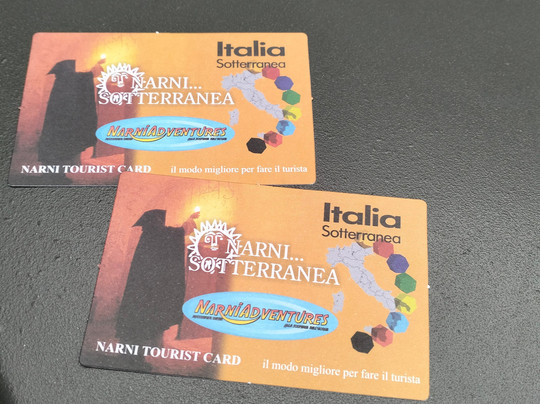 Italia
Sotterranea
NARNI...
SOTTERRANEA
NARNIADVENTURES
NARNI TOURIST CARD
il modo migliore per fare il turista
Italia
Sotterranea
NARNI...
SOTTERRANEA
NARNIADVENTURES
NARNI TOURIST CARD
il modo migliore per fare il turista